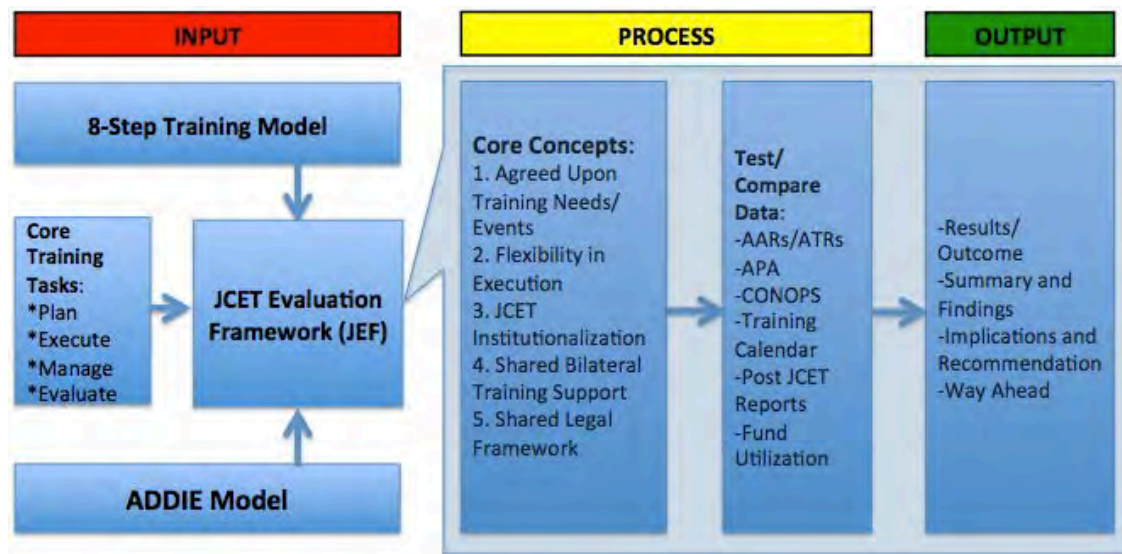 INPUT
PROCESS
OUTPUT
8-Step Training Model
Core
Training
Tasks:
*Plan
*Execute
*Manage
*Evaluate
JCET Evaluation
Framework (JEF)
ADDIE Model
Core Concepts:
1. Agreed Upon
Training Needs/
Events
2. Flexibility in
Execution
3. JCET
Institutionalization
4. Shared Bilateral
Training Support
5. Shared Legal
Framework
Test/
Compare
Data:
-AARs/ATRs
-APA
-CONOPS
-Training
Calendar
-Post JCET
Reports
-Fund
Utilization
-Results/
Outcome
-Summary and
Findings
-Implications and
Recommendation
-Way Ahead